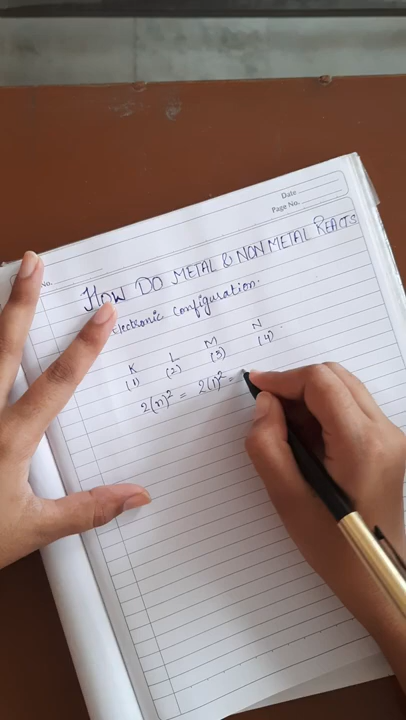 Date
Page No.
No.
HOW DO METAL & NON METAL REACTS
Electronic Configuration.
K L M N
(1) (2) (3) (4)
2(n)² = 2(1)² =